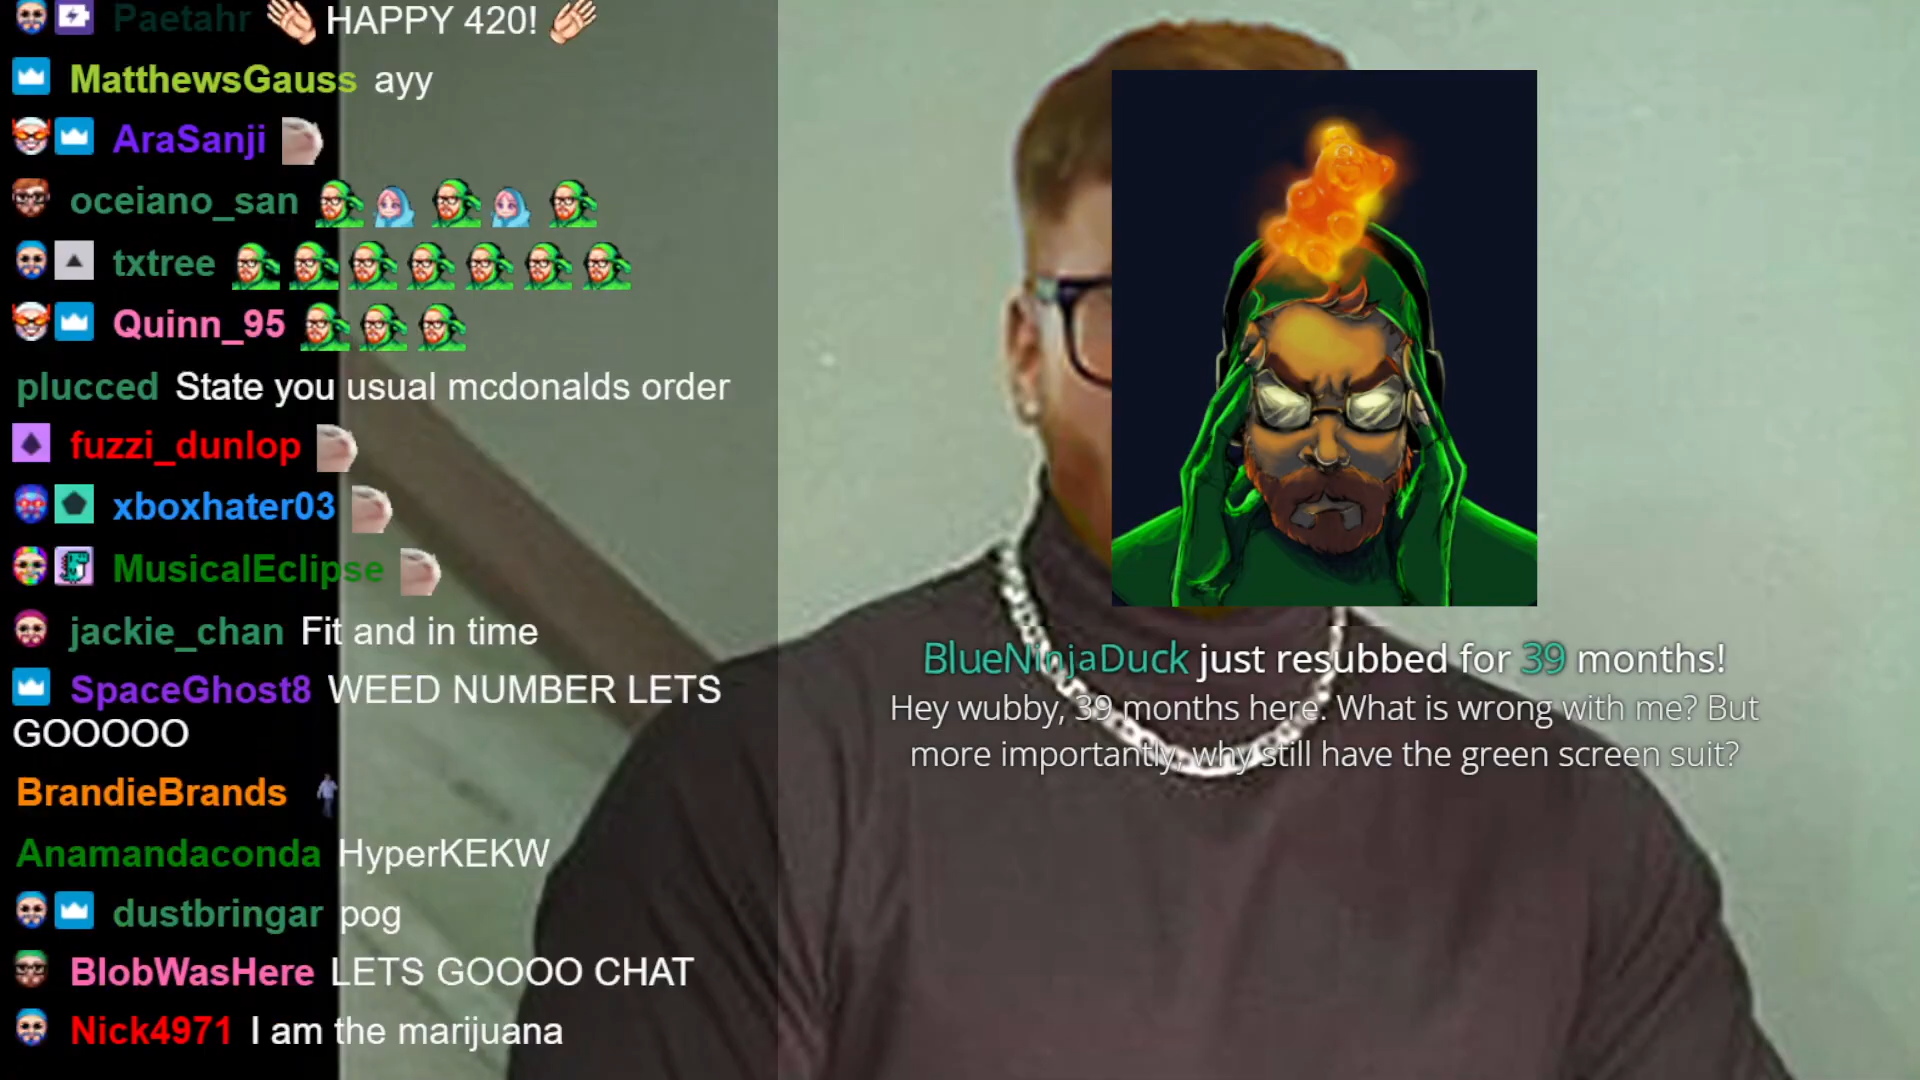 Paetahr HAPPY 420!
MatthewsGauss ayy
AraSanji
oceiano_san
txtree
Quinn_95
plucced State you usual mcdonalds order
fuzzi_dunlop
xboxhater03
MusicalEclipse
jackie_chan Fit and in time
SpaceGhost8 WEED NUMBER LETS
GOOOOO
BrandieBrands
Anamandaconda HyperKEKW
dustbringar pog
BlobWasHere LETS GOOOO CHAT
Nick4971 I am the marijuana
BlueNinjaDuck just resubbed for 39 months!
Hey wubby, 39 months here. What is wrong with me? But
more importantly, why still have the green screen suit?